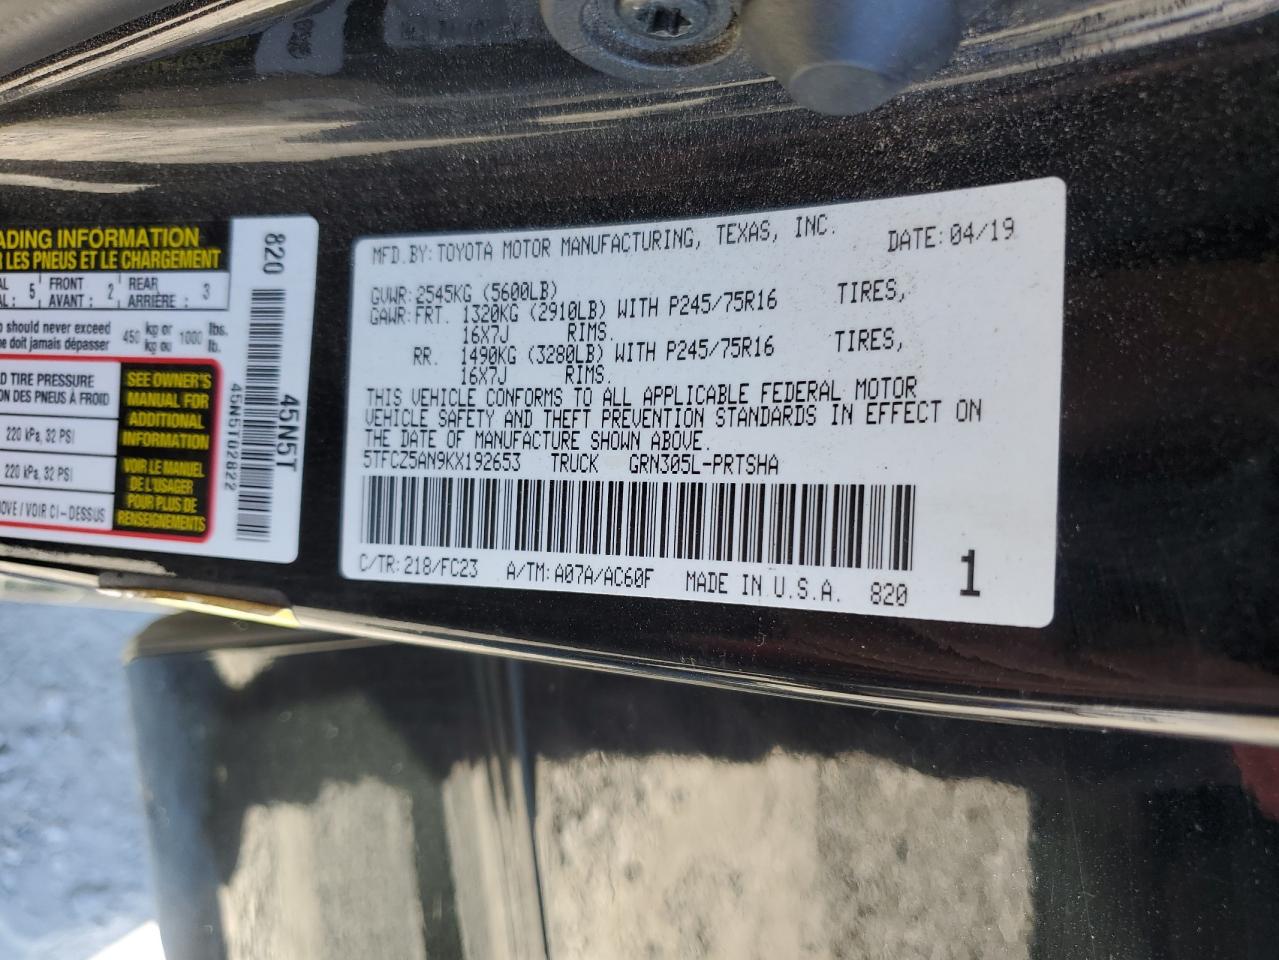 ADING INFORMATION
LES PNEUS ET LE CHARGEMENT
5 FRONT 2 REAR 3
AVANT : ARRIÈRE :
should never exceed 450 kg or 1000 lbs.
doit jamais dépasser kg ou lb.
TIRE PRESSURE
DES PNEUS À FROID
220 kPa, 32 PSI
220 kPa, 32 PSI
/ VOIR CI-DESSUS
SEE OWNER'S
MANUAL FOR
ADDITIONAL
INFORMATION
VOIR LE MANUEL
DE L'USAGER
POUR PLUS DE
RENSEIGNEMENTS
820
45N5T
45N5T02822
MFD. BY: TOYOTA MOTOR MANUFACTURING, TEXAS, INC. DATE: 04/19
GVWR: 2545KG (5600LB)
GAWR: FRT. 1320KG (2910LB) WITH P245/75R16 TIRES,
16X7J RIMS.
RR. 1490KG (3280LB) WITH P245/75R16 TIRES,
16X7J RIMS.
THIS VEHICLE CONFORMS TO ALL APPLICABLE FEDERAL MOTOR
VEHICLE SAFETY AND THEFT PREVENTION STANDARDS IN EFFECT ON
THE DATE OF MANUFACTURE SHOWN ABOVE.
5TFCZ5AN9KX192653 TRUCK GRN305L-PRTSHA
C/TR: 218/FC23 A/TM: A07A/AC60F MADE IN U.S.A. 820 1